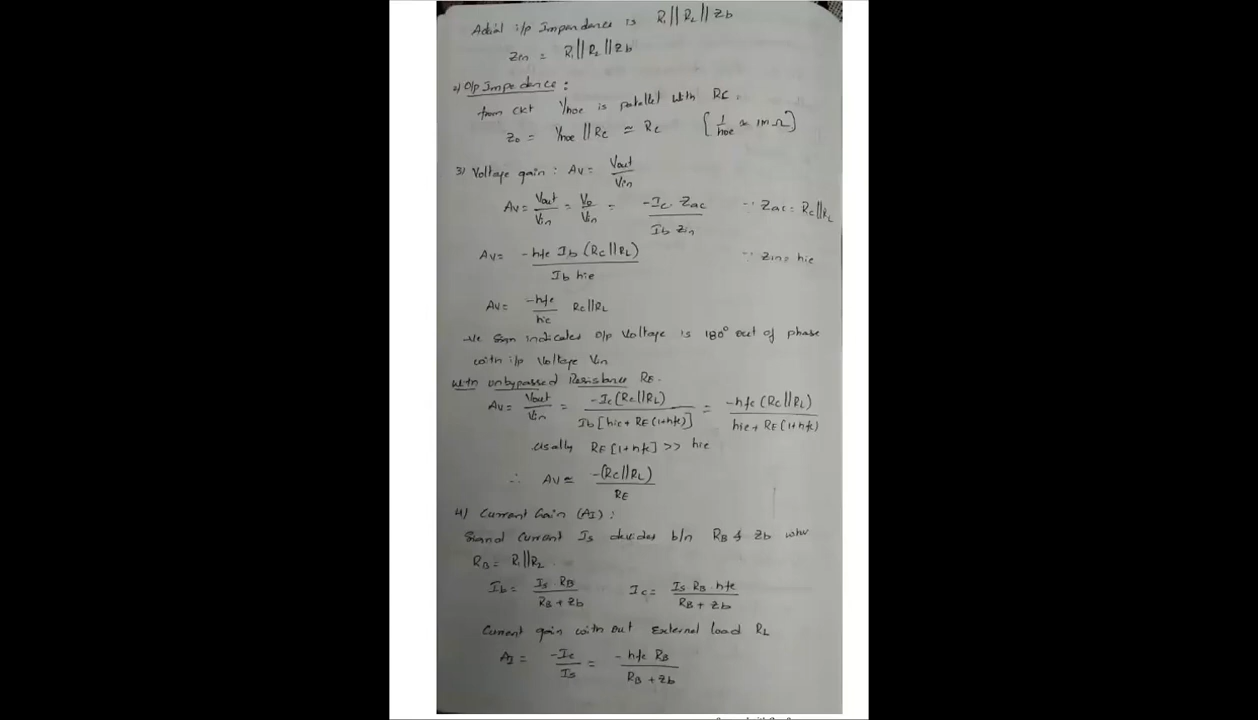 Actual i/p Impendance is R1||R2||Zb
Zin = R1||R2||Zb
2) O/p Impedence :
from ckt 1/hoe is parallel with RC.
Zo = 1/hoe || RC ≃ RC [1/hoe ≈ 1MΩ]
3) Voltage gain : AV = Vout/Vin
AV = Vout/Vin = Vo/Vin = -Ic . Zac / Ib Zin ∵ Zac = RC||RL
AV = -hfe Ib (RC||RL) / Ib hie ∵ Zin = hie
AV = -hfe/hie RC||RL
-Ve Sign indicates O/p Voltage is 180° out of phase
with i/p Voltage Vin
with unbypassed Resistance RE.
AV = Vout/Vin = -Ic(RC||RL) / Ib[hie+RE(1+hfe)] = -hfe (RC||RL) / hie + RE(1+hfe)
usally RE[1+hfe] >> hie
∴ AV ≃ -(RC||RL) / RE
4) Current Gain (AI) :
Signal Current Is devides b/n RB & Zb whr
RB = R1||R2.
Ib = Is . RB / RB + Zb Ic = Is RB hfe / RB + Zb
Current gain with out External load RL
AI = -Ic/Is = -hfe RB / RB + Zb